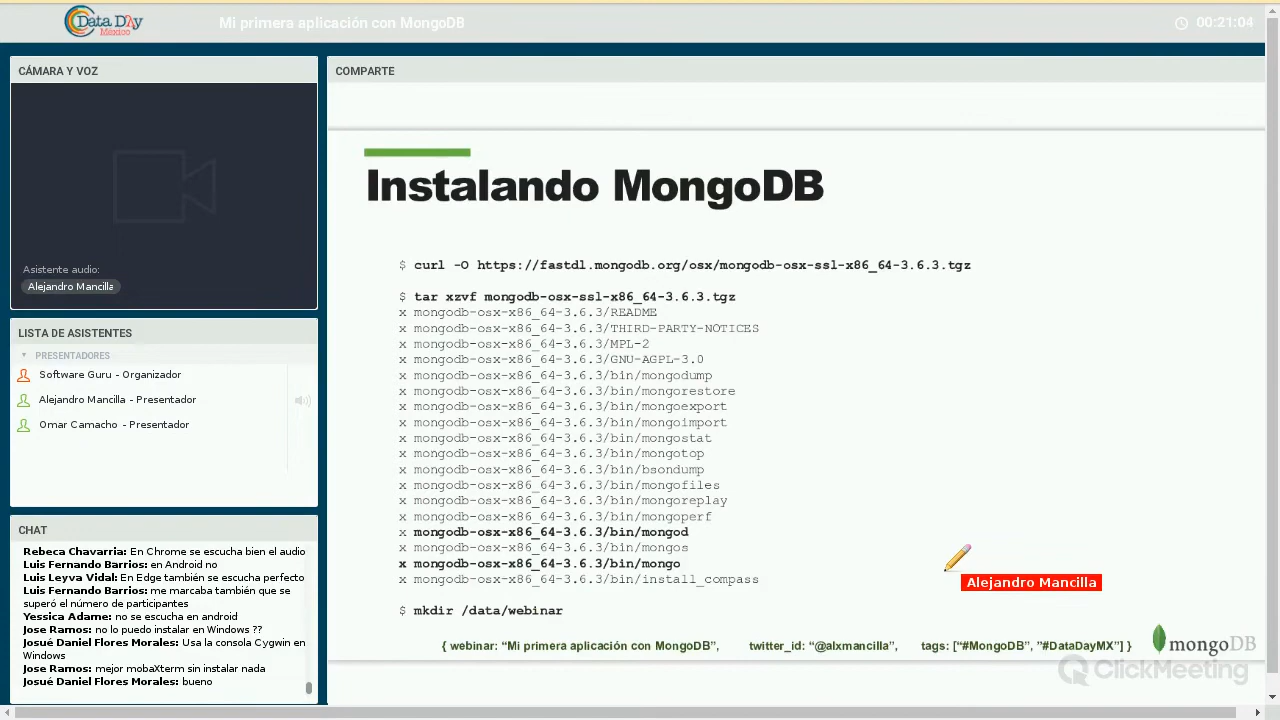 Data Day
México
Mi primera aplicación con MongoDB
00:21:04
CÁMARA Y VOZ
Asistente audio:
Alejandro Mancilla
LISTA DE ASISTENTES
PRESENTADORES
Software Guru - Organizador
Alejandro Mancilla - Presentador
Omar Camacho - Presentador
CHAT
Rebeca Chavarria: En Chrome se escucha bien el audio
Luis Fernando Barrios: en Android no
Luis Leyva Vidal: En Edge también se escucha perfecto
Luis Fernando Barrios: me marcaba también que se
superó el número de participantes
Yessica Adame: no se escucha en android
Jose Ramos: no lo puedo instalar en Windows ??
Josué Daniel Flores Morales: Usa la consola Cygwin en
Windows
Jose Ramos: mejor mobaXterm sin instalar nada
Josué Daniel Flores Morales: bueno
COMPARTE
Instalando MongoDB
$ curl -O https://fastdl.mongodb.org/osx/mongodb-osx-ssl-x86_64-3.6.3.tgz
$ tar xzvf mongodb-osx-ssl-x86_64-3.6.3.tgz
x mongodb-osx-x86_64-3.6.3/README
x mongodb-osx-x86_64-3.6.3/THIRD-PARTY-NOTICES
x mongodb-osx-x86_64-3.6.3/MPL-2
x mongodb-osx-x86_64-3.6.3/GNU-AGPL-3.0
x mongodb-osx-x86_64-3.6.3/bin/mongodump
x mongodb-osx-x86_64-3.6.3/bin/mongorestore
x mongodb-osx-x86_64-3.6.3/bin/mongoexport
x mongodb-osx-x86_64-3.6.3/bin/mongoimport
x mongodb-osx-x86_64-3.6.3/bin/mongostat
x mongodb-osx-x86_64-3.6.3/bin/mongotop
x mongodb-osx-x86_64-3.6.3/bin/bsondump
x mongodb-osx-x86_64-3.6.3/bin/mongofiles
x mongodb-osx-x86_64-3.6.3/bin/mongoreplay
x mongodb-osx-x86_64-3.6.3/bin/mongoperf
x mongodb-osx-x86_64-3.6.3/bin/mongod
x mongodb-osx-x86_64-3.6.3/bin/mongos
x mongodb-osx-x86_64-3.6.3/bin/mongo
x mongodb-osx-x86_64-3.6.3/bin/install_compass
$ mkdir /data/webinar
Alejandro Mancilla
{ webinar: “Mi primera aplicación con MongoDB”, twitter_id: “@alxmancilla”, tags: [“#MongoDB”, ”#DataDayMX”] }
mongoDB
ClickMeeting